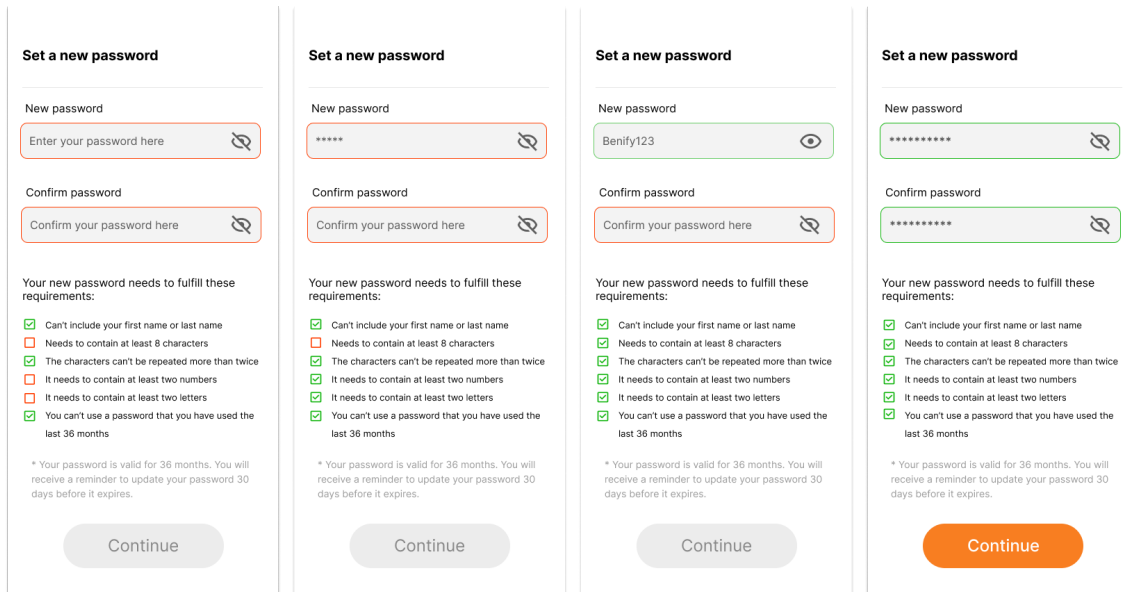 Set a new password
New password
Enter your password here
Confirm password
Confirm your password here
Your new password needs to fulfill these
requirements:
Can't include your first name or last name
Needs to contain at least 8 characters
The characters can't be repeated more than twice
It needs to contain at least two numbers
It needs to contain at least two letters
You can't use a password that you have used the
last 36 months
* Your password is valid for 36 months. You will
receive a reminder to update your password 30
days before it expires.
Continue
Set a new password
New password
*****
Confirm password
Confirm your password here
Your new password needs to fulfill these
requirements:
Can't include your first name or last name
Needs to contain at least 8 characters
The characters can't be repeated more than twice
It needs to contain at least two numbers
It needs to contain at least two letters
You can't use a password that you have used the
last 36 months
* Your password is valid for 36 months. You will
receive a reminder to update your password 30
days before it expires.
Continue
Set a new password
New password
Benify123
Confirm password
Confirm your password here
Your new password needs to fulfill these
requirements:
Can't include your first name or last name
Needs to contain at least 8 characters
The characters can't be repeated more than twice
It needs to contain at least two numbers
It needs to contain at least two letters
You can't use a password that you have used the
last 36 months
* Your password is valid for 36 months. You will
receive a reminder to update your password 30
days before it expires.
Continue
Set a new password
New password
**********
Confirm password
**********
Your new password needs to fulfill these
requirements:
Can't include your first name or last name
Needs to contain at least 8 characters
The characters can't be repeated more than twice
It needs to contain at least two numbers
It needs to contain at least two letters
You can't use a password that you have used the
last 36 months
* Your password is valid for 36 months. You will
receive a reminder to update your password 30
days before it expires.
Continue